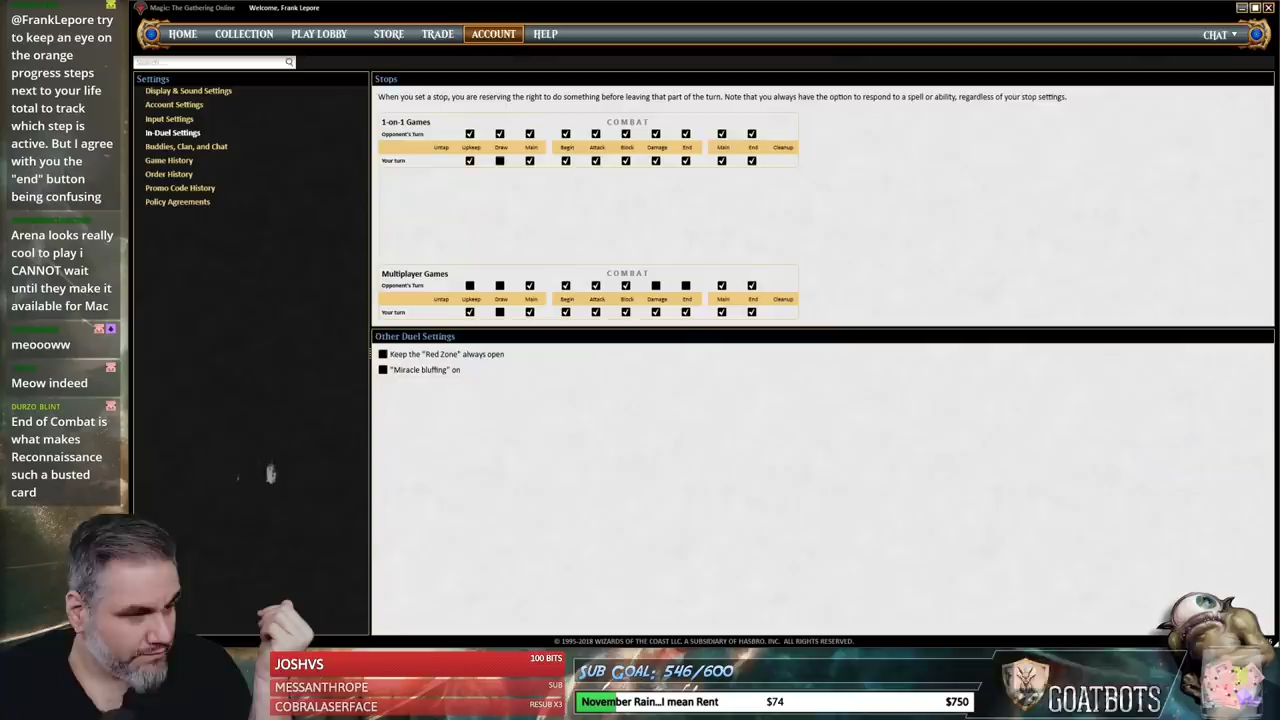 @FrankLepore try
to keep an eye on
the orange
progress steps
next to your life
total to track
which step is
active. But I agree
with you the
"end" button
being confusing
Arena looks really
cool to play i
CANNOT wait
until they make it
available for Mac
meoooww
Meow indeed
DURZO BLINT
End of Combat is
what makes
Reconnaissance
such a busted
card
Magic: The Gathering Online Welcome, Frank Lepore
HOME COLLECTION PLAY LOBBY STORE TRADE ACCOUNT HELP CHAT
Search...
Settings
Display & Sound Settings
Account Settings
Input Settings
In-Duel Settings
Buddies, Clan, and Chat
Game History
Order History
Promo Code History
Policy Agreements
Stops
When you set a stop, you are reserving the right to do something before leaving that part of the turn. Note that you always have the option to respond to a spell or ability, regardless of your stop settings.
1-on-1 Games COMBAT
Opponent's Turn
Untap Upkeep Draw Main Begin Attack Block Damage End Main End Cleanup
Your turn
Multiplayer Games COMBAT
Opponent's Turn
Untap Upkeep Draw Main Begin Attack Block Damage End Main End Cleanup
Your turn
Other Duel Settings
Keep the "Red Zone" always open
"Miracle bluffing" on
© 1995-2018 WIZARDS OF THE COAST LLC, A SUBSIDIARY OF HASBRO, INC. ALL RIGHTS RESERVED.
JOSHVS 100 BITS
MESSANTHROPE SUB
COBRALASERFACE RESUB X3
SUB GOAL: 546/600
November Rain...I mean Rent $74 $750
GOATBOTS